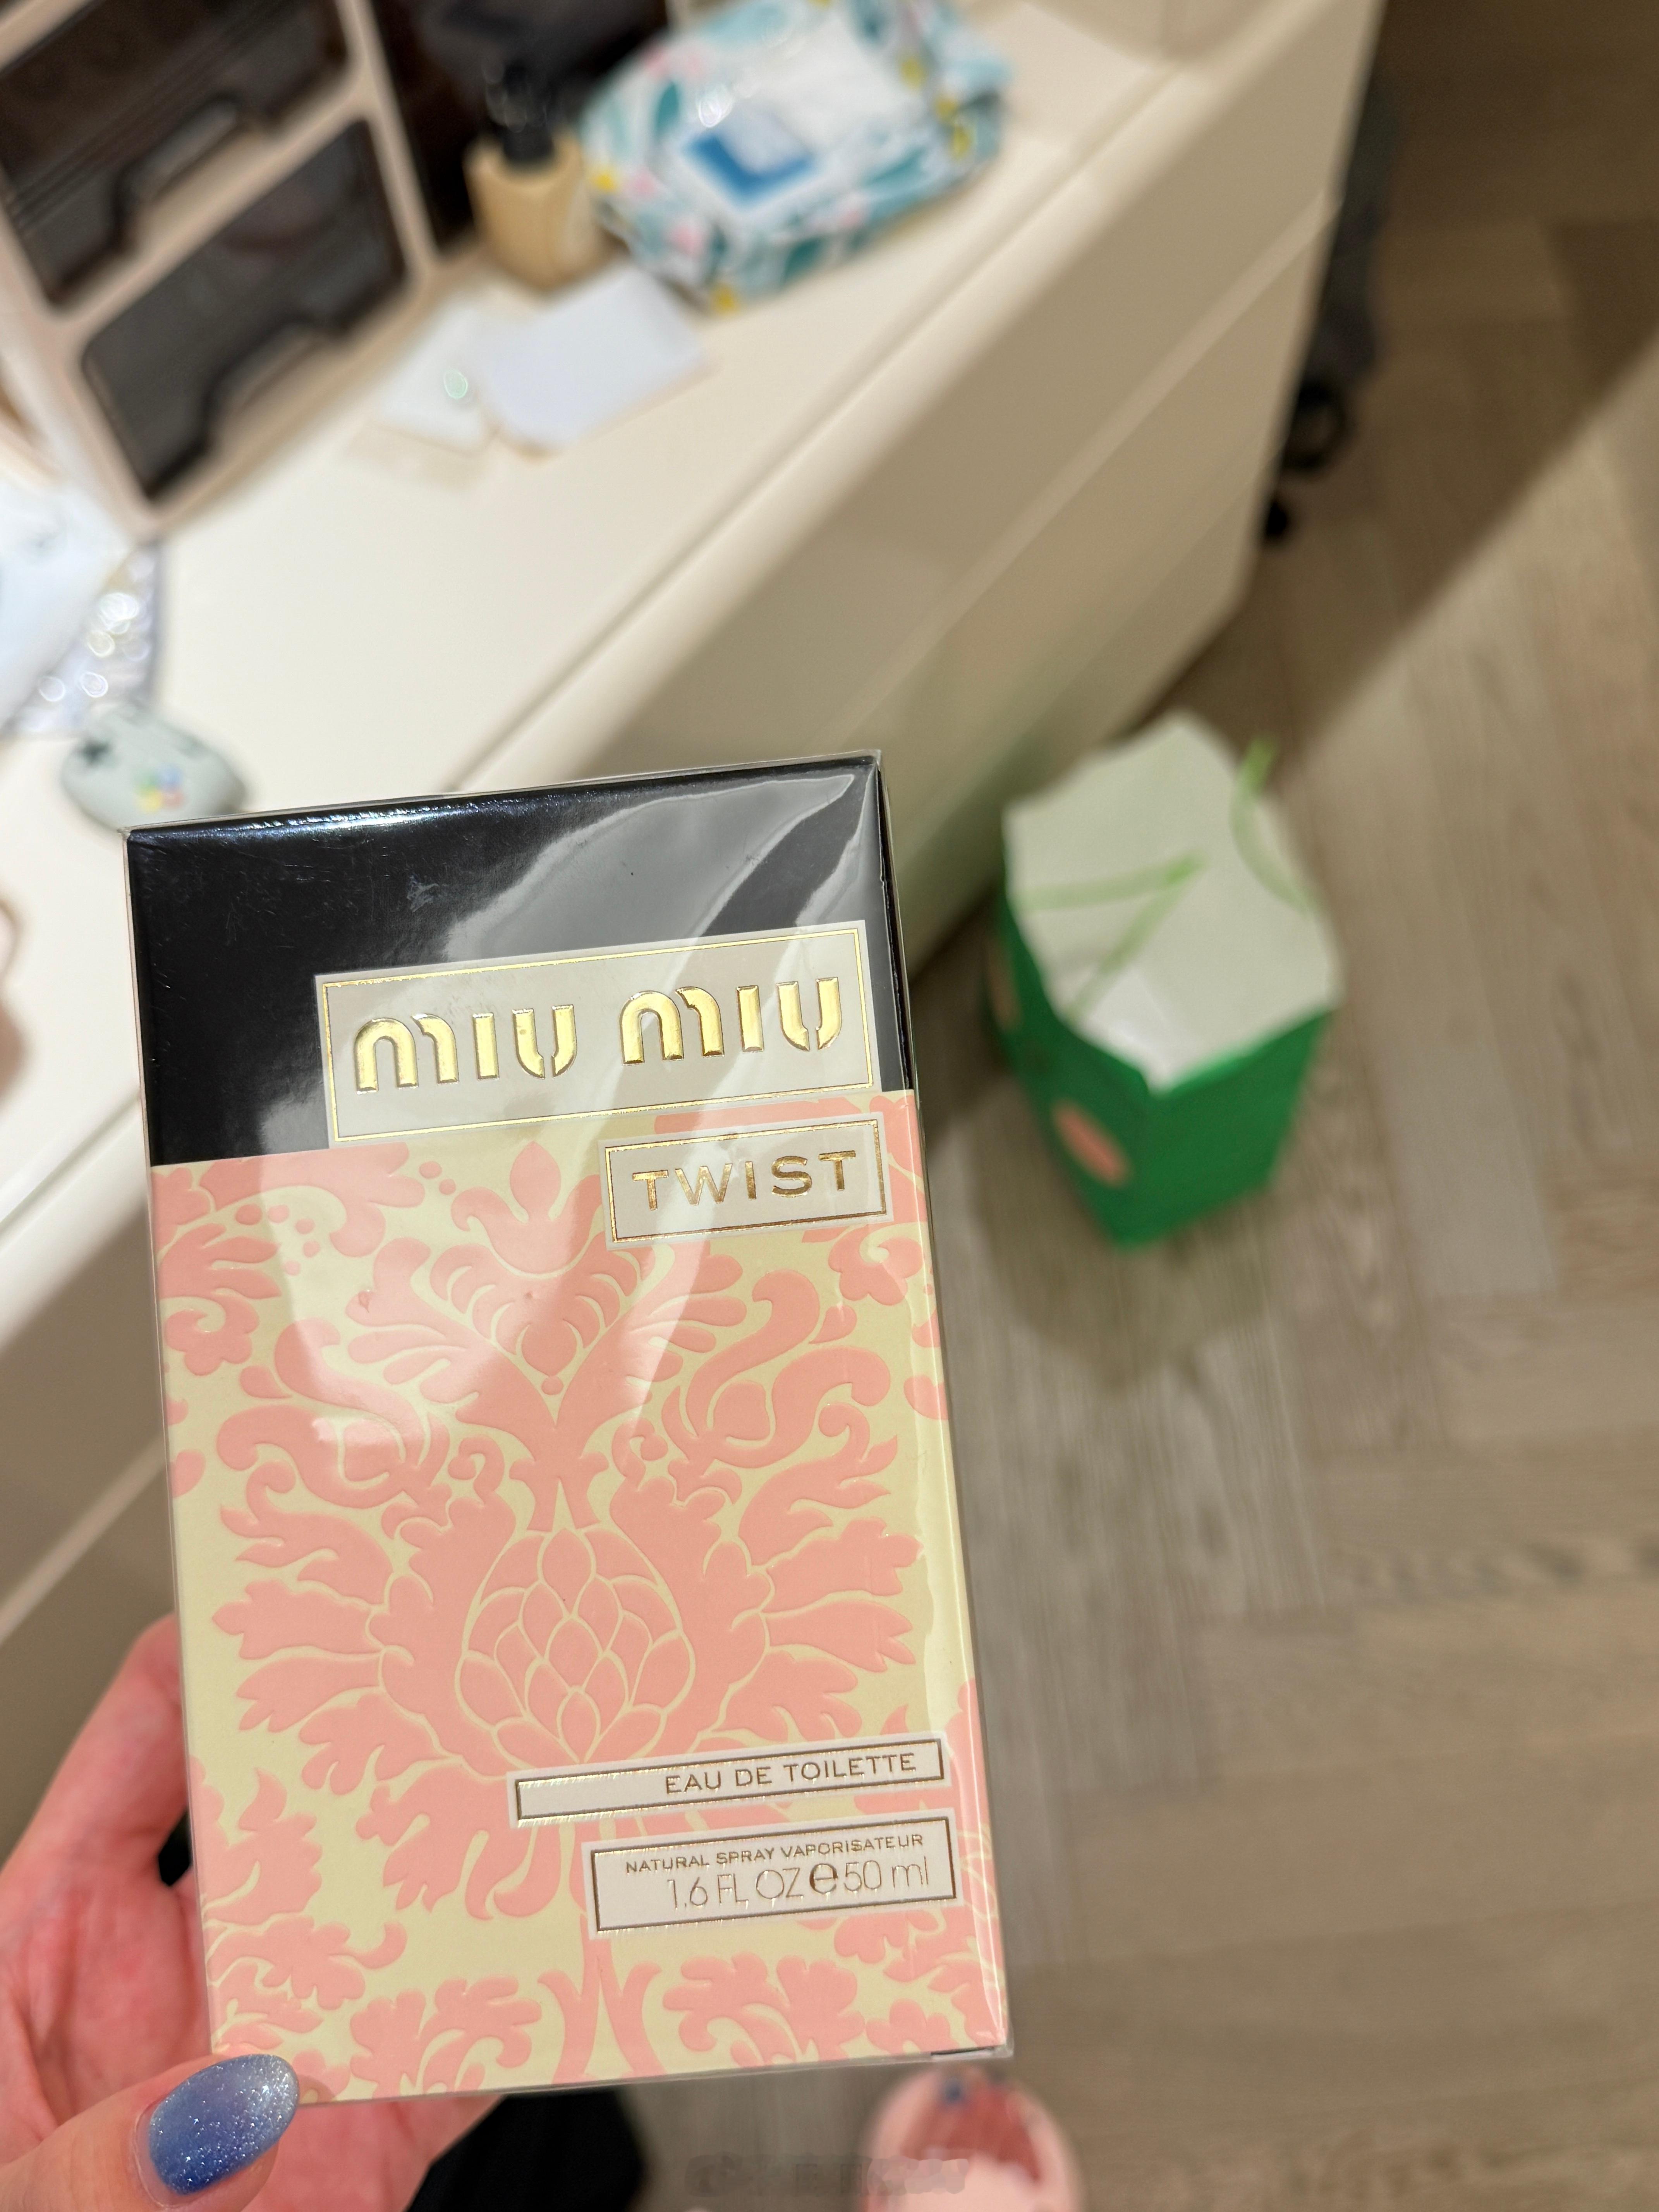 MIU MIU
TWIST
EAU DE TOILETTE
NATURAL SPRAY VAPORISATEUR
1.6 FL OZ ℮ 50 ml